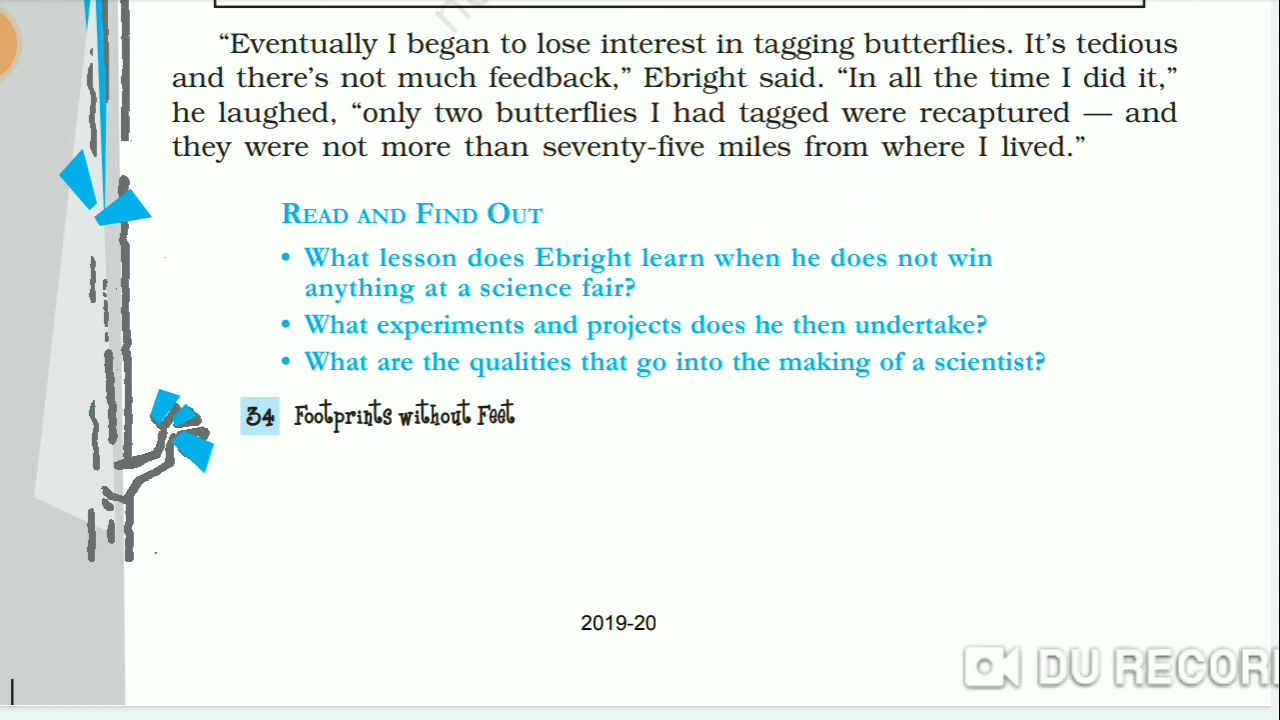 “Eventually I began to lose interest in tagging butterflies. It’s tedious
and there’s not much feedback,” Ebright said. “In all the time I did it,”
he laughed, “only two butterflies I had tagged were recaptured — and
they were not more than seventy-five miles from where I lived.”
READ AND FIND OUT
• What lesson does Ebright learn when he does not win
anything at a science fair?
• What experiments and projects does he then undertake?
• What are the qualities that go into the making of a scientist?
34 Footprints without Feet
2019-20
DU RECOR